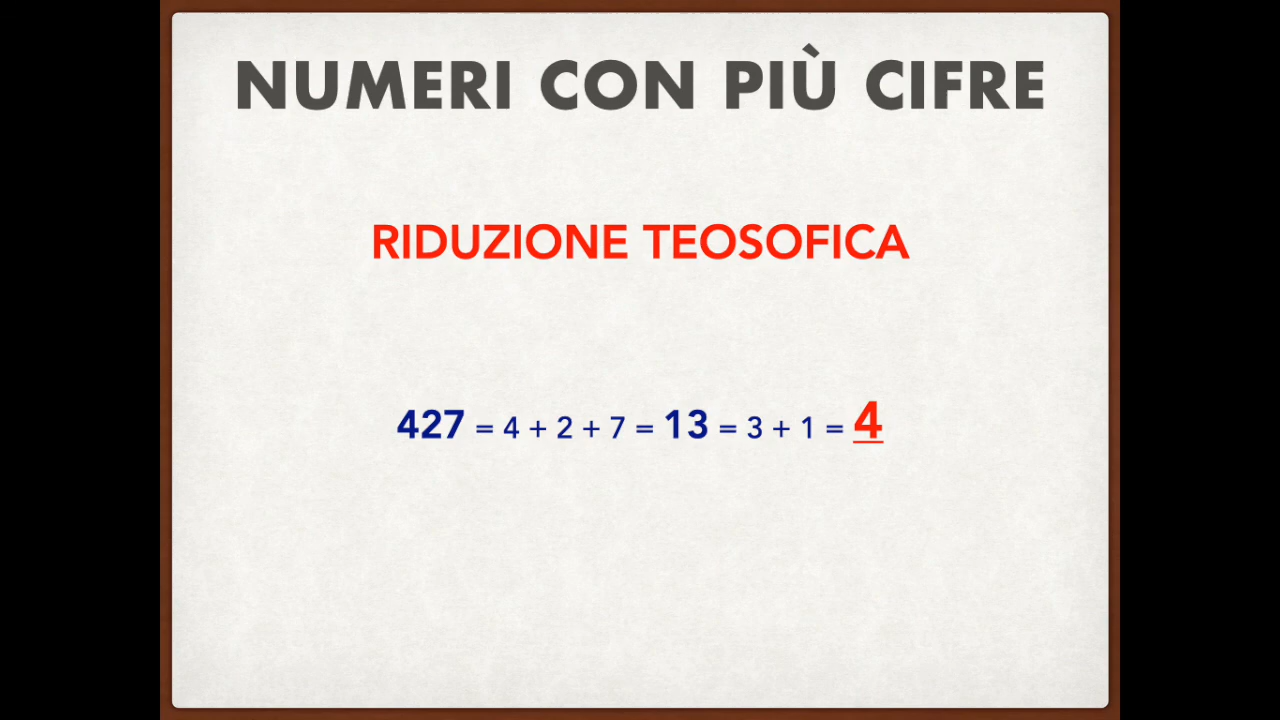 NUMERI CON PIÙ CIFRE
RIDUZIONE TEOSOFICA
427 = 4 + 2 + 7 = 13 = 3 + 1 = 4